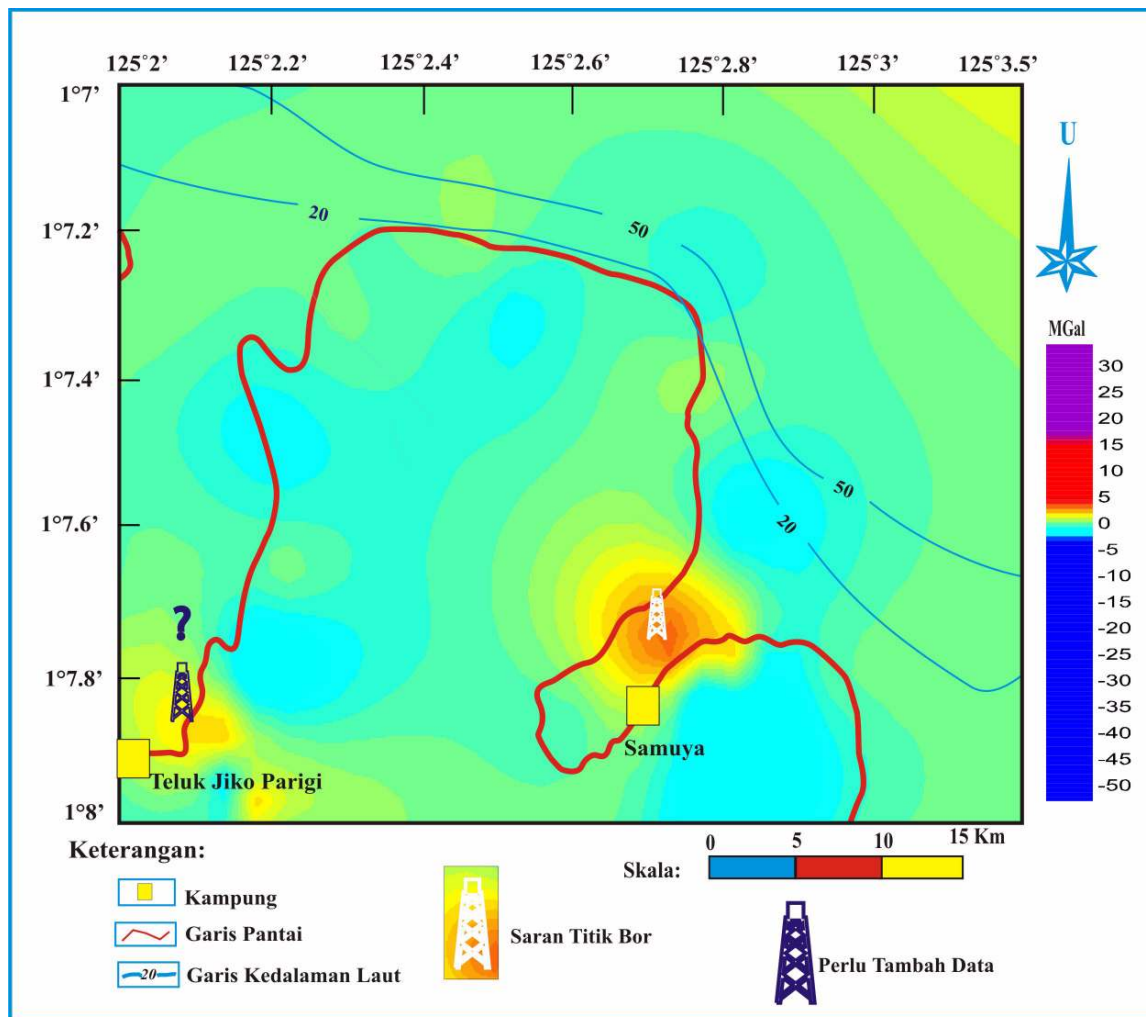 125°2' 125°2.2' 125°2.4' 125°2.6' 125°2.8' 125°3' 125°3.5'
1°7'
U
20
50
1°7.2'
MGal
30
25
20
15
10
5
0
-5
-10
-15
-20
-25
-30
-35
-40
-45
-50
1°7.4'
50
20
1°7.6'
?
1°7.8'
Samuya
Teluk Jiko Parigi
1°8'
Keterangan:
Kampung
Garis Pantai
20 Garis Kedalaman Laut
Saran Titik Bor
Skala: 0 5 10 15 Km
Perlu Tambah Data